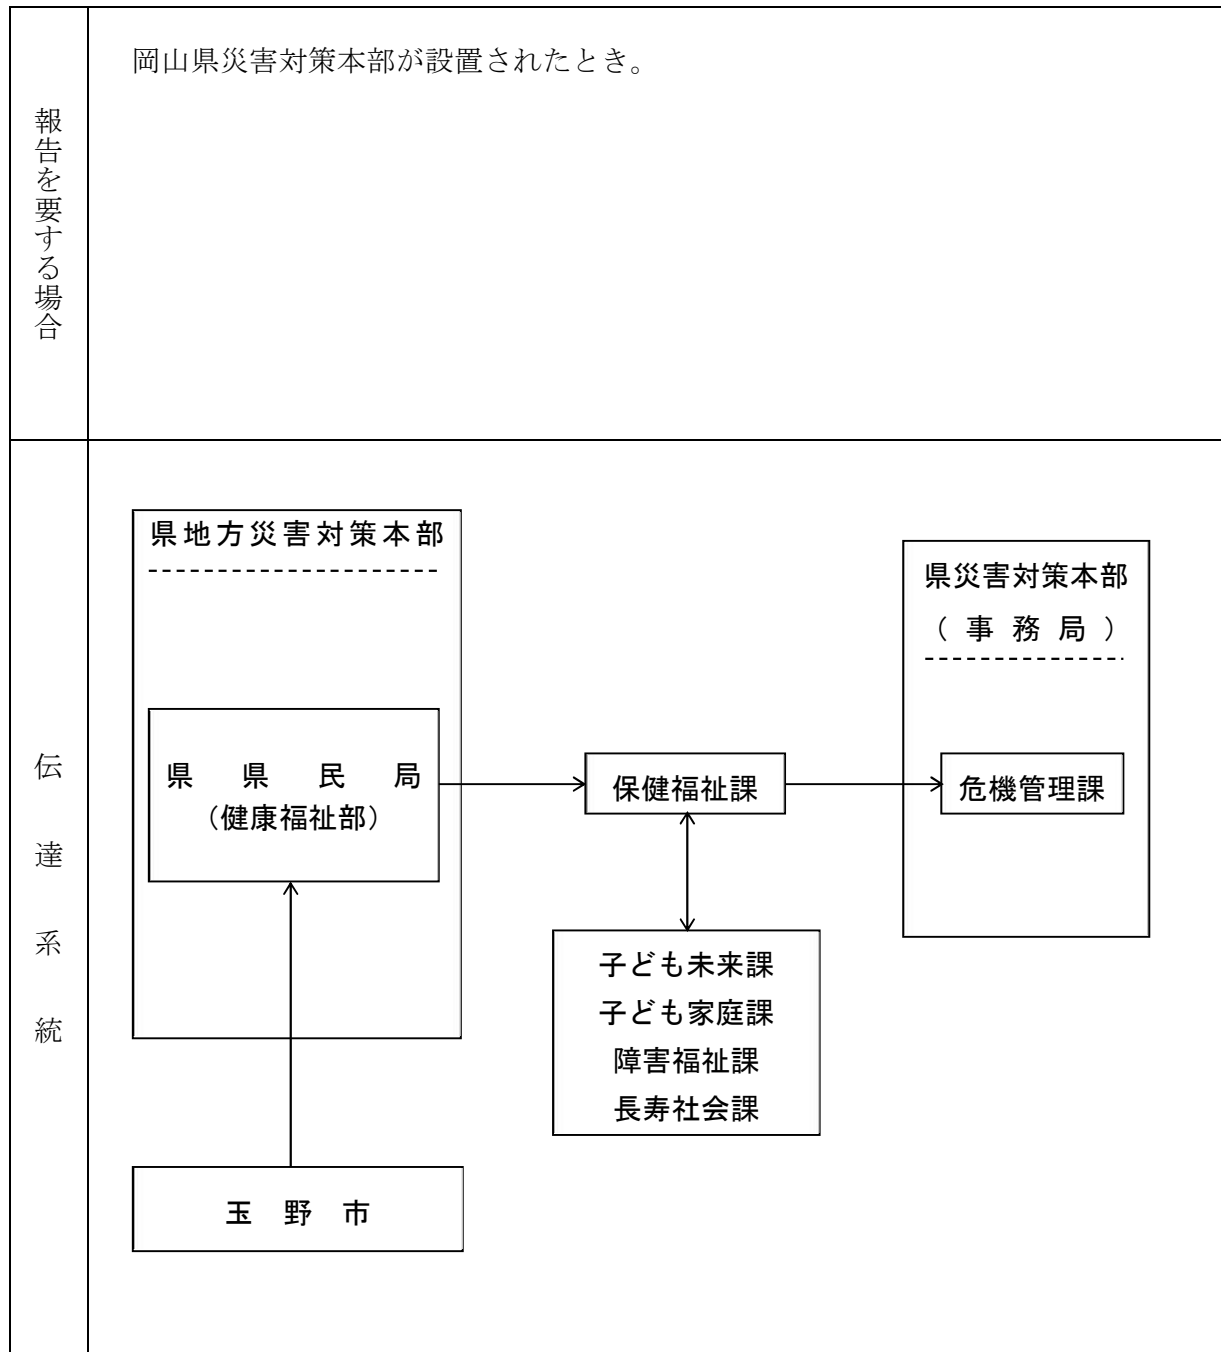 報告を要する場合
岡山県災害対策本部が設置されたとき。
伝達系統
県地方災害対策本部
県県民局
（健康福祉部）
保健福祉課
県災害対策本部
（事務局）
危機管理課
子ども未来課
子ども家庭課
障害福祉課
長寿社会課
玉野市